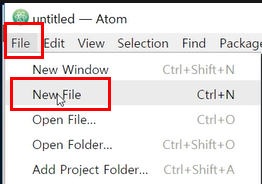 untitled — Atom
File Edit View Selection Find Package
New Window Ctrl+Shift+N
New File Ctrl+N
Open File... Ctrl+O
Open Folder... Ctrl+Shift+O
Add Project Folder... Ctrl+Shift+A